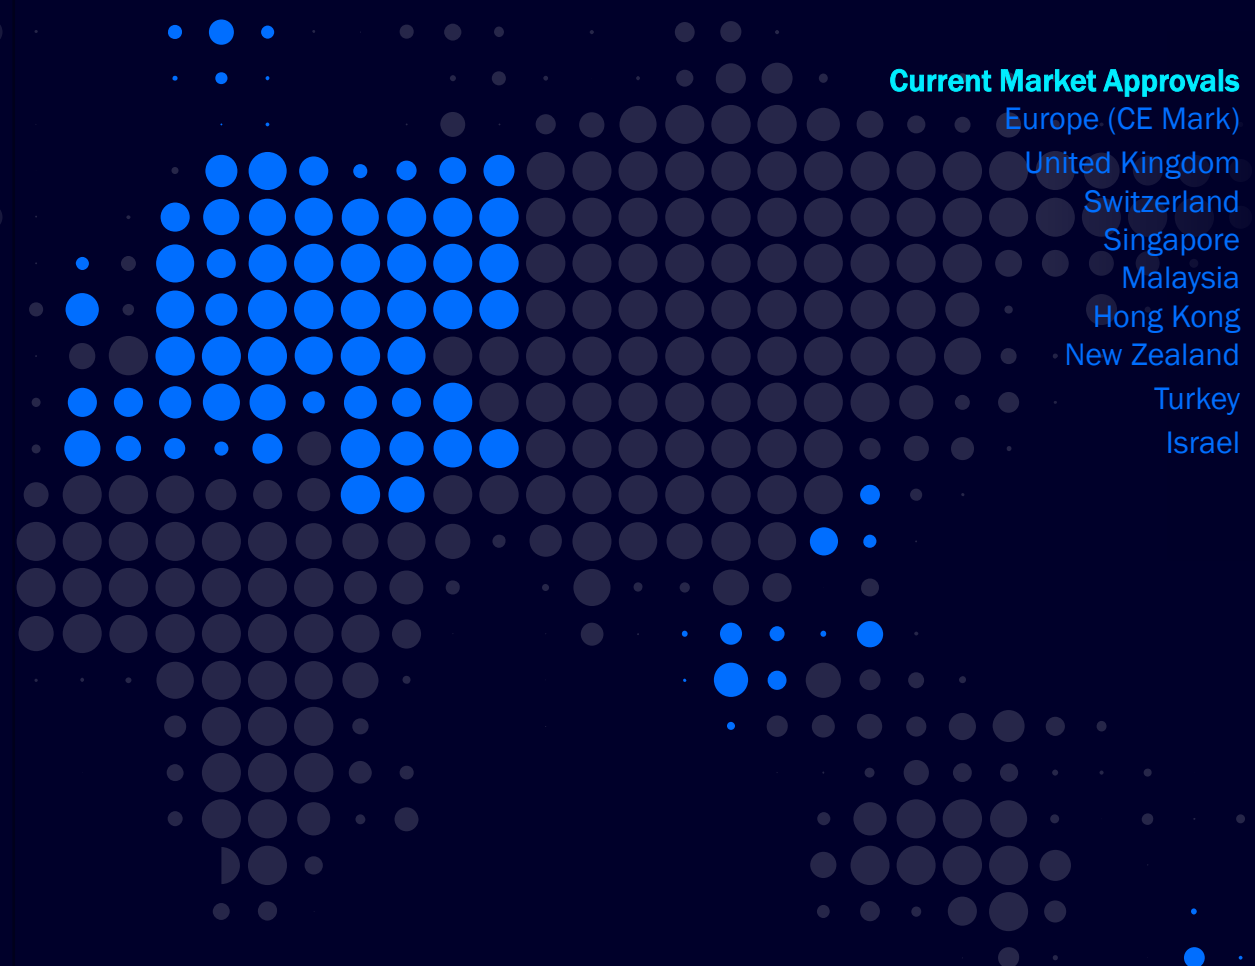 Current Market Approvals
Europe (CE Mark)
United Kingdom
Switzerland
Singapore
Malaysia
Hong Kong
New Zealand
Turkey
Israel